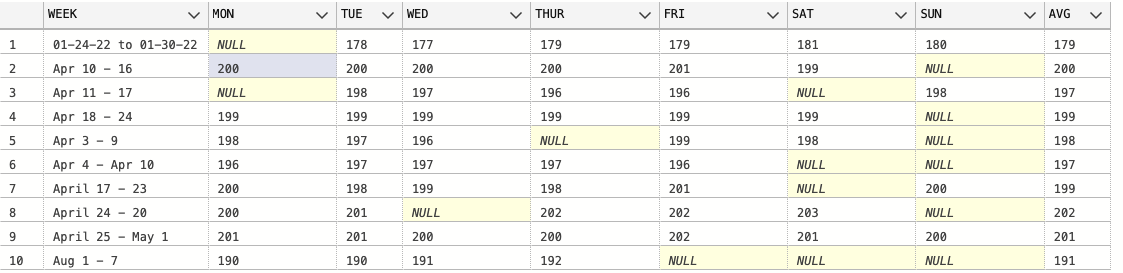 WEEK MON TUE WED THUR FRI SAT SUN AVG
1 01-24-22 to 01-30-22 NULL 178 177 179 179 181 180 179
2 Apr 10 - 16 200 200 200 200 201 199 NULL 200
3 Apr 11 - 17 NULL 198 197 196 196 NULL 198 197
4 Apr 18 - 24 199 199 199 199 199 199 NULL 199
5 Apr 3 - 9 198 197 196 NULL 199 198 NULL 198
6 Apr 4 - Apr 10 196 197 197 197 196 NULL NULL 197
7 April 17 - 23 200 198 199 198 201 NULL 200 199
8 April 24 - 20 200 201 NULL 202 202 203 NULL 202
9 April 25 - May 1 201 201 200 200 202 201 200 201
10 Aug 1 - 7 190 190 191 192 NULL NULL NULL 191